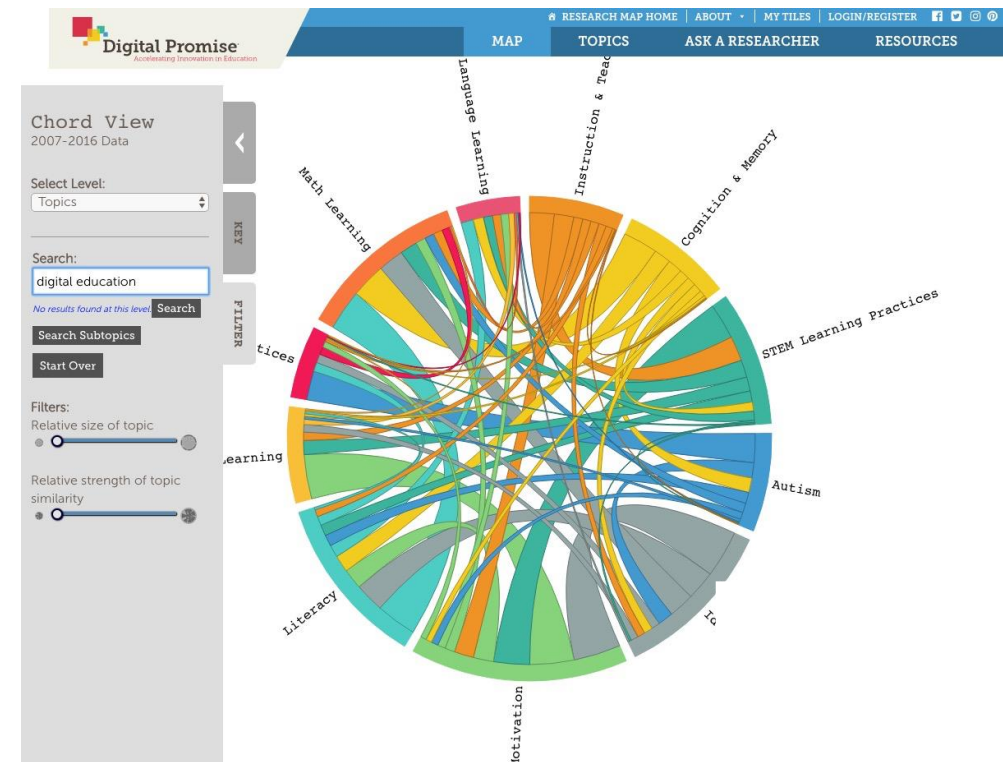 RESEARCH MAP HOME | ABOUT | MY TILES | LOGIN/REGISTER
Digital Promise
Accelerating Innovation in Education
MAP TOPICS ASK A RESEARCHER RESOURCES
Chord View
2007-2016 Data
Select Level:
Topics
Search:
digital education
No results found at this level.
Search
Search Subtopics
Start Over
Filters:
Relative size of topic
Relative strength of topic
similarity
KEY
FILTER
Language Learning
Instruction & Teac
Cognition & Memory
Math Learning
STEM Learning Practices
tices
earning
Autism
Literacy
otivation